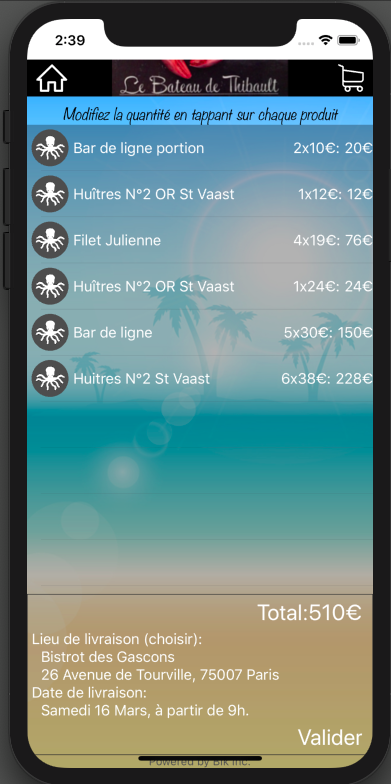 2:39
Le Bateau de Thibault
Modifiez la quantité en tappant sur chaque produit
Bar de ligne portion 2x10€: 20€
Huîtres N°2 OR St Vaast 1x12€: 12€
Filet Julienne 4x19€: 76€
Huîtres N°2 OR St Vaast 1x24€: 24€
Bar de ligne 5x30€: 150€
Huitres N°2 St Vaast 6x38€: 228€
Total:510€
Lieu de livraison (choisir):
Bistrot des Gascons
26 Avenue de Tourville, 75007 Paris
Date de livraison:
Samedi 16 Mars, à partir de 9h.
Valider
Powered by Bik Inc.